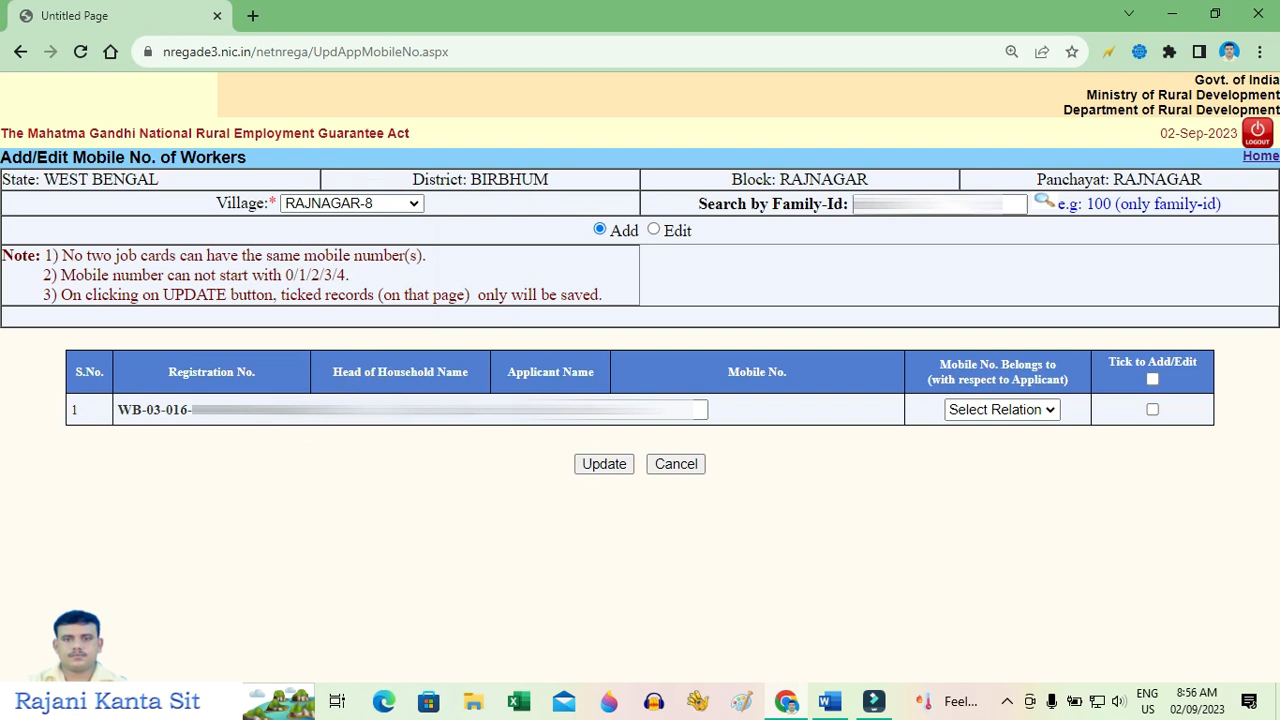 Untitled Page
nregade3.nic.in/netnrega/UpdAppMobileNo.aspx
Govt. of India
Ministry of Rural Development
Department of Rural Development
The Mahatma Gandhi National Rural Employment Guarantee Act
02-Sep-2023
LOGOUT
Add/Edit Mobile No. of Workers
Home
State: WEST BENGAL District: BIRBHUM Block: RAJNAGAR Panchayat: RAJNAGAR
Village:* RAJNAGAR-8 Search by Family-Id: e.g: 100 (only family-id)
Add Edit
Note: 1) No two job cards can have the same mobile number(s).
2) Mobile number can not start with 0/1/2/3/4.
3) On clicking on UPDATE button, ticked records (on that page) only will be saved.
S.No. Registration No. Head of Household Name Applicant Name Mobile No. Mobile No. Belongs to (with respect to Applicant) Tick to Add/Edit
1 WB-03-016- Select Relation
Update Cancel
Rajani Kanta Sit
Feel...
ENG
US
8:56 AM
02/09/2023